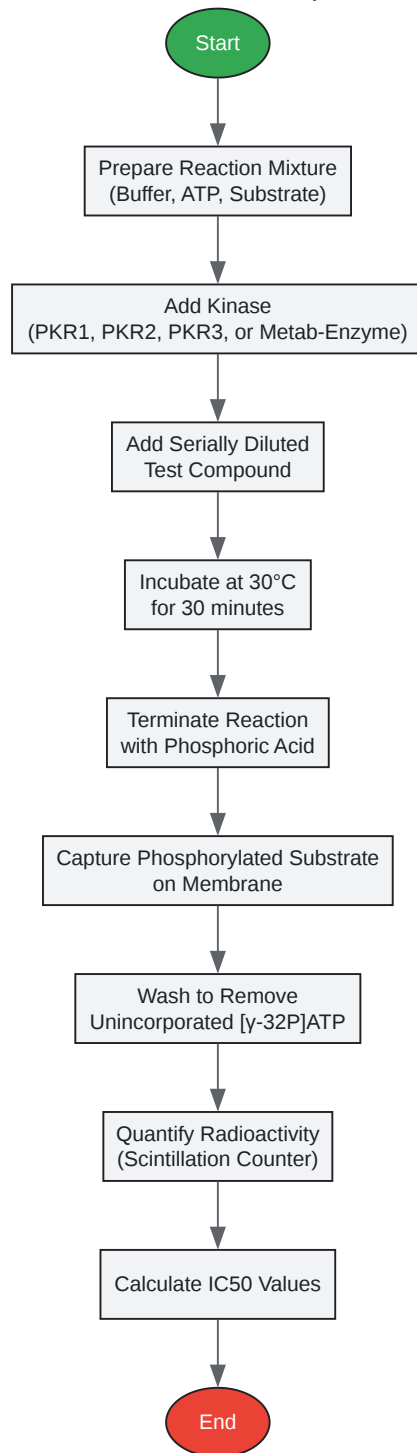 Start
Prepare Reaction Mixture
(Buffer, ATP, Substrate)
Add Kinase
(PKR1, PKR2, PKR3, or Metab-Enzyme)
Add Serially Diluted
Test Compound
Incubate at 30°C
for 30 minutes
Terminate Reaction
with Phosphoric Acid
Capture Phosphorylated Substrate
on Membrane
Wash to Remove
Unincorporated [γ-32P]ATP
Quantify Radioactivity
(Scintillation Counter)
Calculate IC50 Values
End